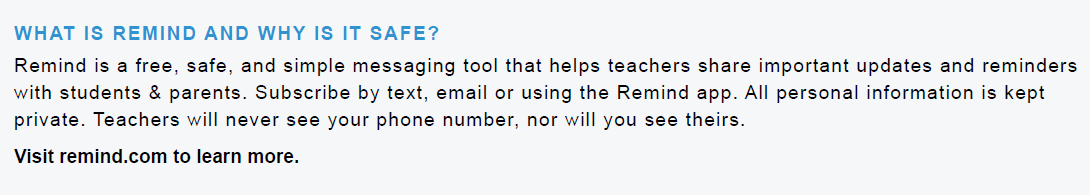 WHAT IS REMIND AND WHY IS IT SAFE?
Remind is a free, safe, and simple messaging tool that helps teachers share important updates and reminders
with students & parents. Subscribe by text, email or using the Remind app. All personal information is kept
private. Teachers will never see your phone number, nor will you see theirs.
Visit remind.com to learn more.